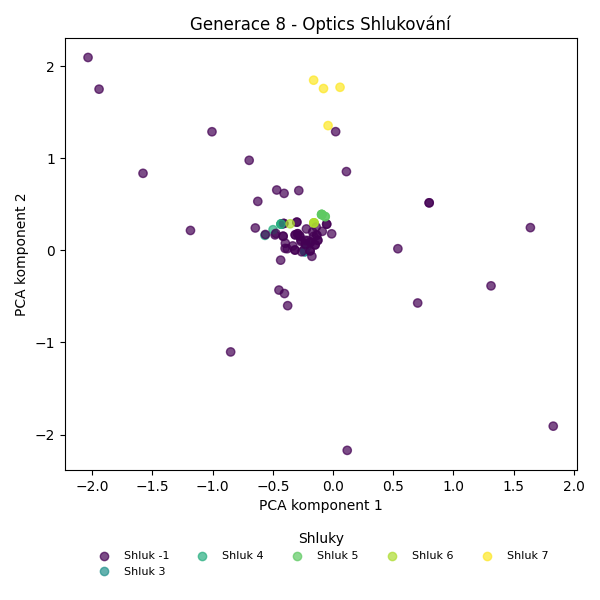 Generace 8 - Optics Shlukování
PCA komponent 2
2
1
0
−1
−2
−2.0 −1.5 −1.0 −0.5 0.0 0.5 1.0 1.5 2.0
PCA komponent 1
Shluky
Shluk -1 Shluk 4 Shluk 5 Shluk 6 Shluk 7
Shluk 3